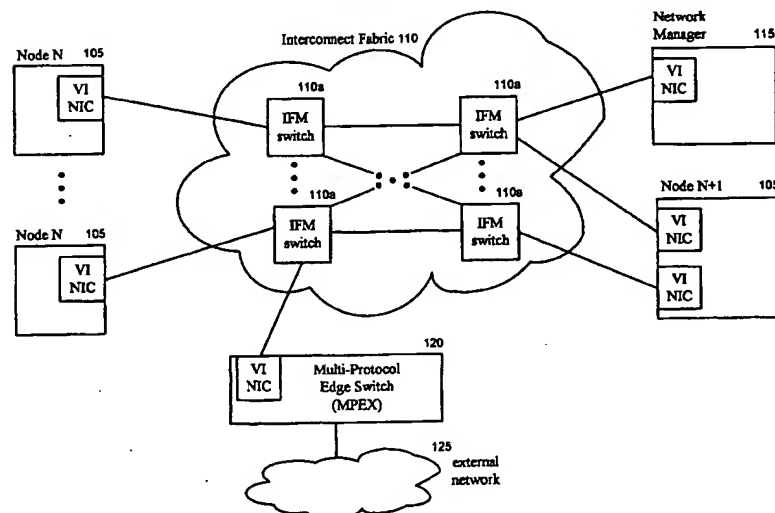 Node N 105
VI
NIC
Interconnect Fabric 110
110a
IFM
switch
110a
IFM
switch
Network
Manager 115
VI
NIC
Node N 105
VI
NIC
110a
IFM
switch
110a
IFM
switch
Node N+1 105
VI
NIC
VI
NIC
120
VI
NIC
Multi-Protocol
Edge Switch
(MPEX)
125
external
network